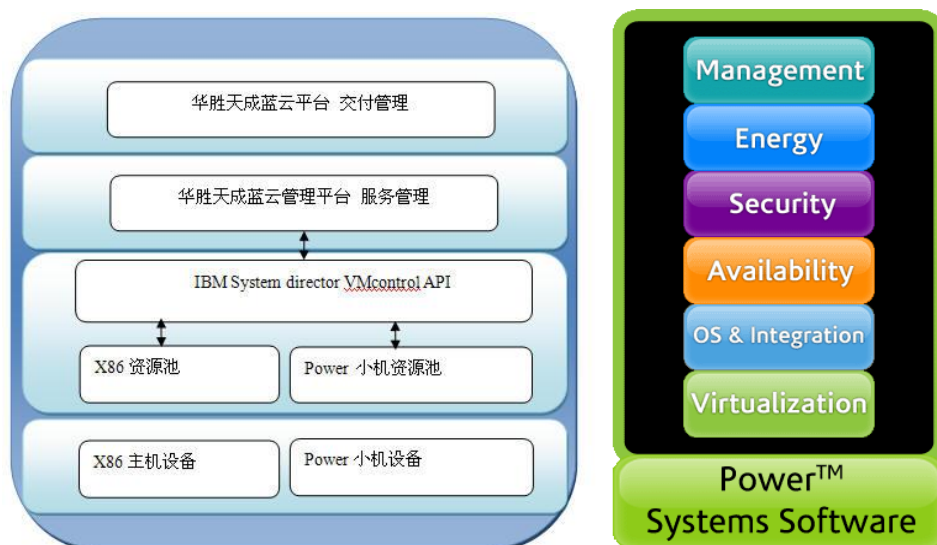 华胜天成蓝云平台 交付管理
华胜天成蓝云管理平台 服务管理
IBM System director VMcontrol API
X86 资源池
Power 小机资源池
X86 主机设备
Power 小机设备
Management
Energy
Security
Availability
OS & Integration
Virtualization
Power™
Systems Software